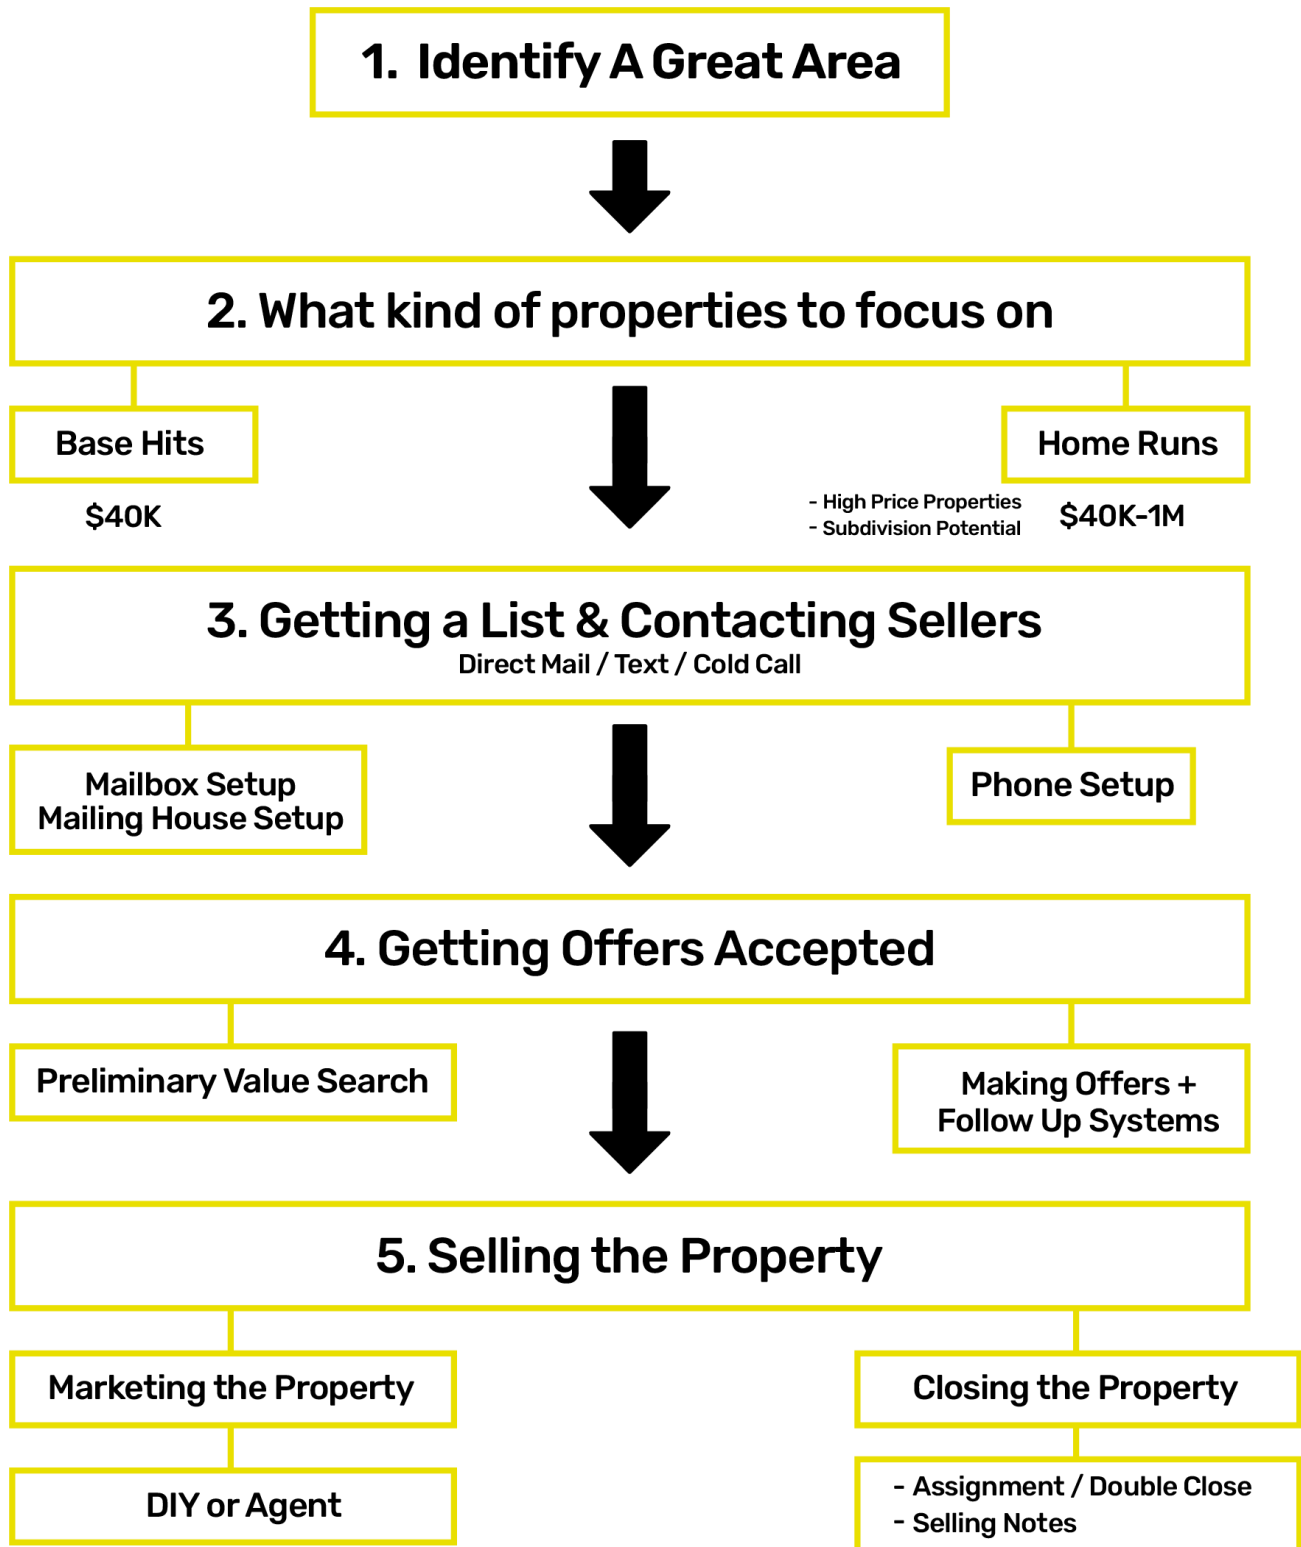 1. Identify A Great Area
2. What kind of properties to focus on
Base Hits
$40K
Home Runs
- High Price Properties
- Subdivision Potential
$40K-1M
3. Getting a List & Contacting Sellers
Direct Mail / Text / Cold Call
Mailbox Setup
Mailing House Setup
Phone Setup
4. Getting Offers Accepted
Preliminary Value Search
Making Offers +
Follow Up Systems
5. Selling the Property
Marketing the Property
DIY or Agent
Closing the Property
- Assignment / Double Close
- Selling Notes